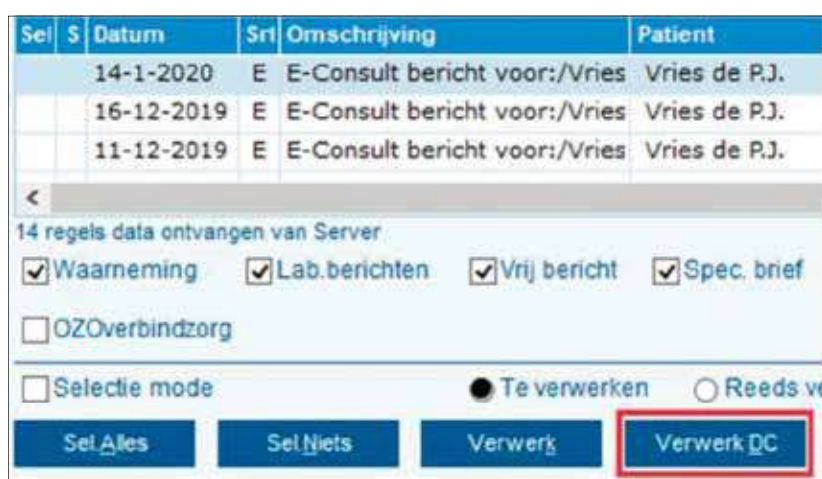 Sel S Datum Srt Omschrijving Patient
14-1-2020 E E-Consult bericht voor:/Vries Vries de P.J.
16-12-2019 E E-Consult bericht voor:/Vries Vries de P.J.
11-12-2019 E E-Consult bericht voor:/Vries Vries de P.J.
<
14 regels data ontvangen van Server
Waarneming Lab.berichten Vrij bericht Spec. brief
OZOverbindzorg
Selectie mode Te verwerken Reeds ve
Sel.Alles Sel.Niets Verwerk Verwerk DC